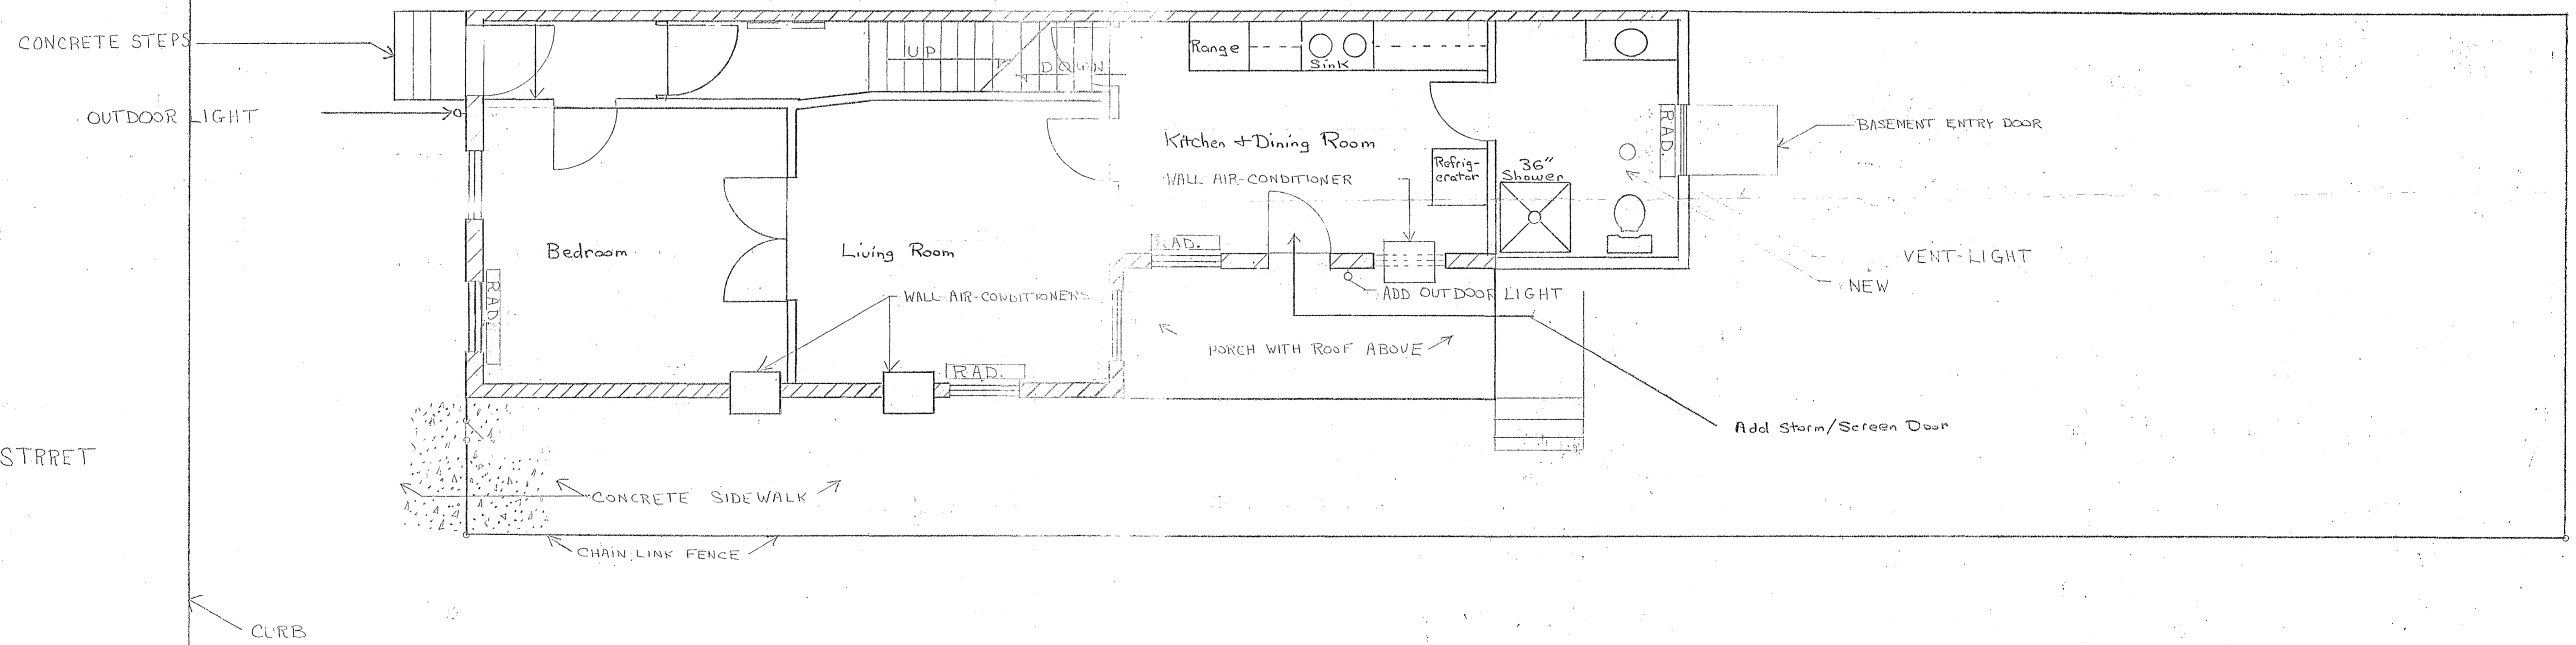 CONCRETE STEPS
OUTDOOR LIGHT
UP
DOWN
Range
Sink
Kitchen + Dining Room
WALL AIR-CONDITIONER
Refrig-
erator
36"
Shower
RAD.
BASEMENT ENTRY DOOR
VENT-LIGHT
NEW
Bedroom
Living Room
RAD.
RAD.
WALL AIR-CONDITIONERS
ADD OUTDOOR LIGHT
PORCH WITH ROOF ABOVE
RAD.
Add Storm/Screen Door
STRRET
CONCRETE SIDEWALK
CHAIN LINK FENCE
CURB